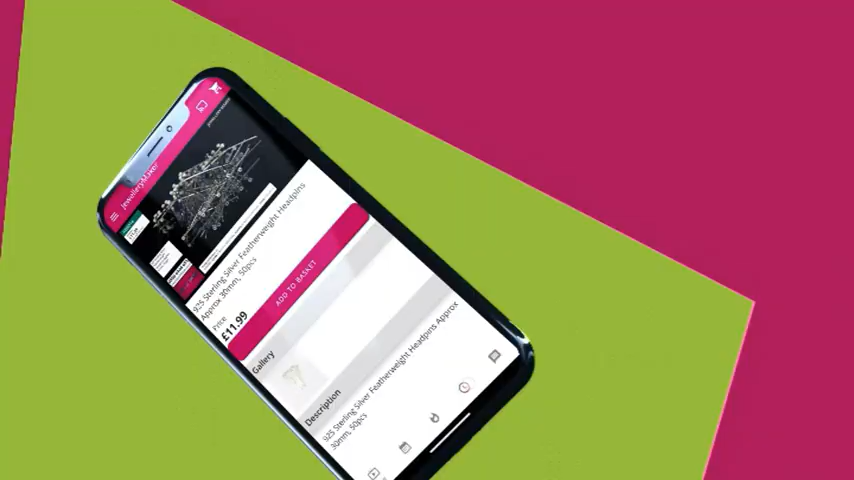 JewelleryMaker
925 Sterling Silver Featherweight Headpins
Approx 30mm, 50pcs
Price
£11.99
ADD TO BASKET
Gallery
Description
925 Sterling Silver Featherweight Headpins Approx
30mm, 50pcs